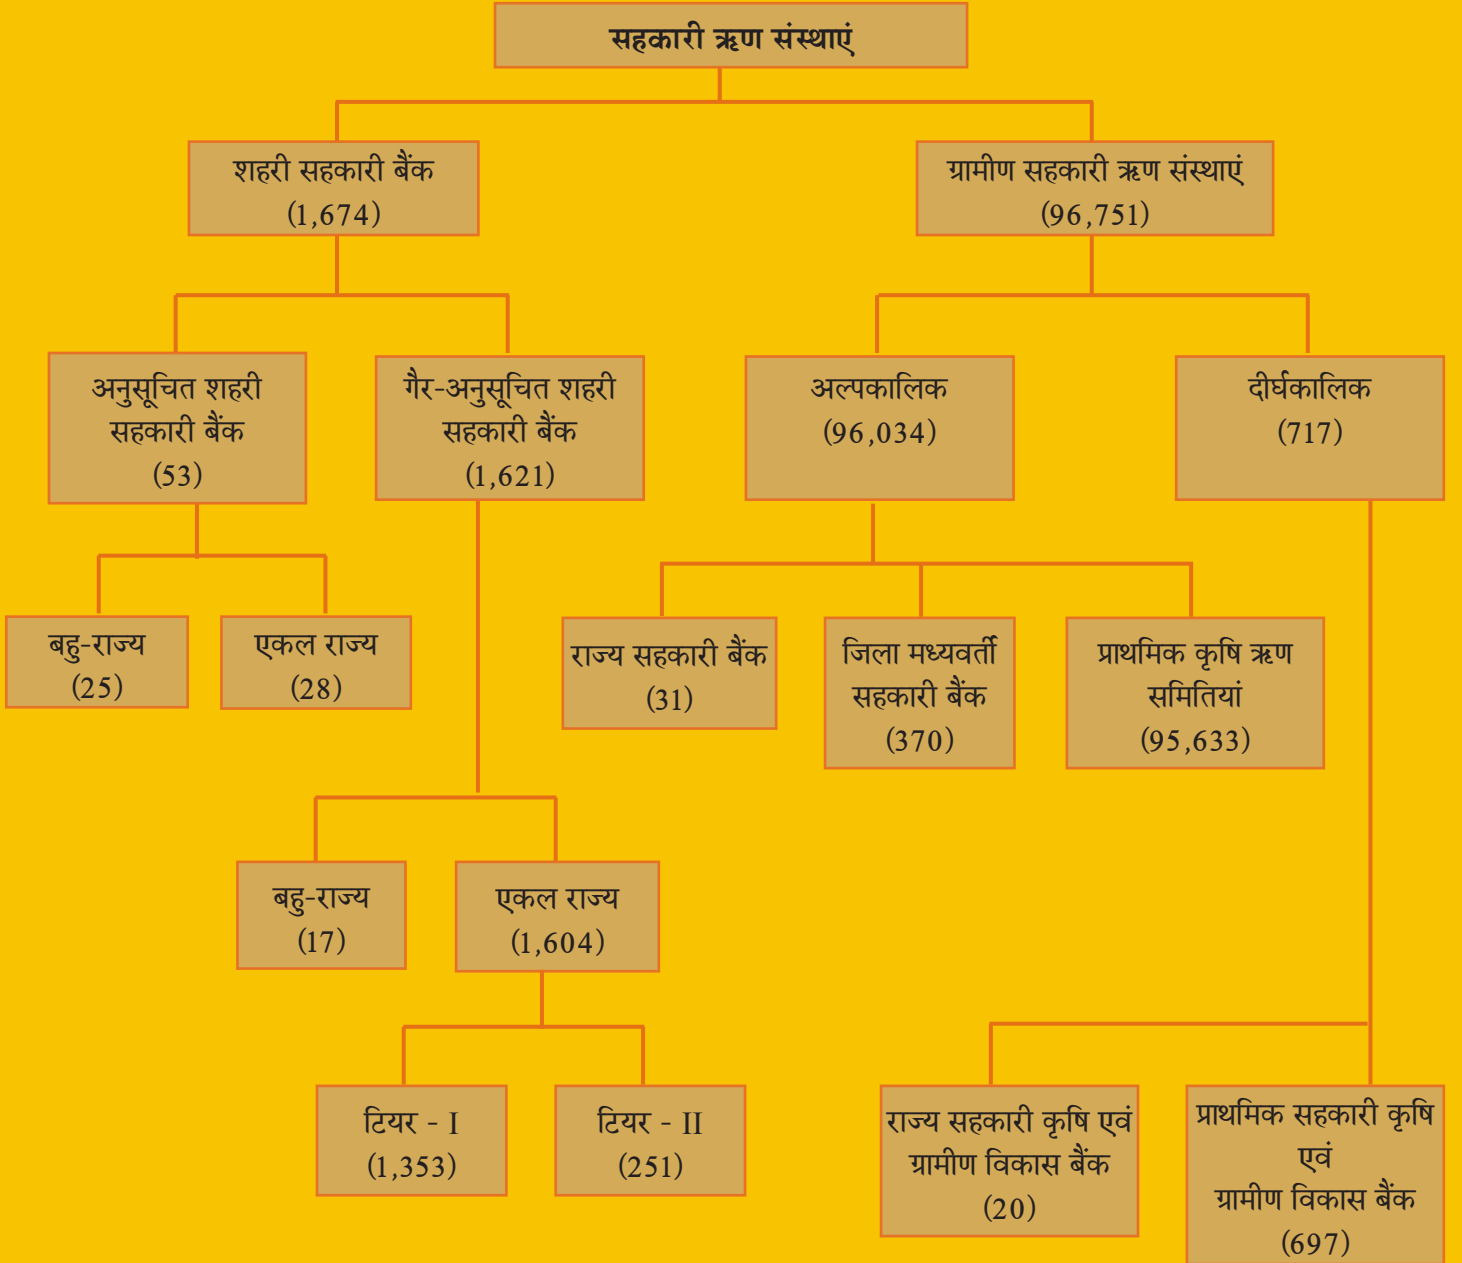 सहकारी ऋण संस्थाएं
शहरी सहकारी बैंक
(1,674)
ग्रामीण सहकारी ऋण संस्थाएं
(96,751)
अनुसूचित शहरी
सहकारी बैंक
(53)
गैर-अनुसूचित शहरी
सहकारी बैंक
(1,621)
अल्पकालिक
(96,034)
दीर्घकालिक
(717)
बहु-राज्य
(25)
एकल राज्य
(28)
राज्य सहकारी बैंक
(31)
जिला मध्यवर्ती
सहकारी बैंक
(370)
प्राथमिक कृषि ऋण
समितियां
(95,633)
बहु-राज्य
(17)
एकल राज्य
(1,604)
टियर - I
(1,353)
टियर - II
(251)
राज्य सहकारी कृषि एवं
ग्रामीण विकास बैंक
(20)
प्राथमिक सहकारी कृषि
एवं
ग्रामीण विकास बैंक
(697)